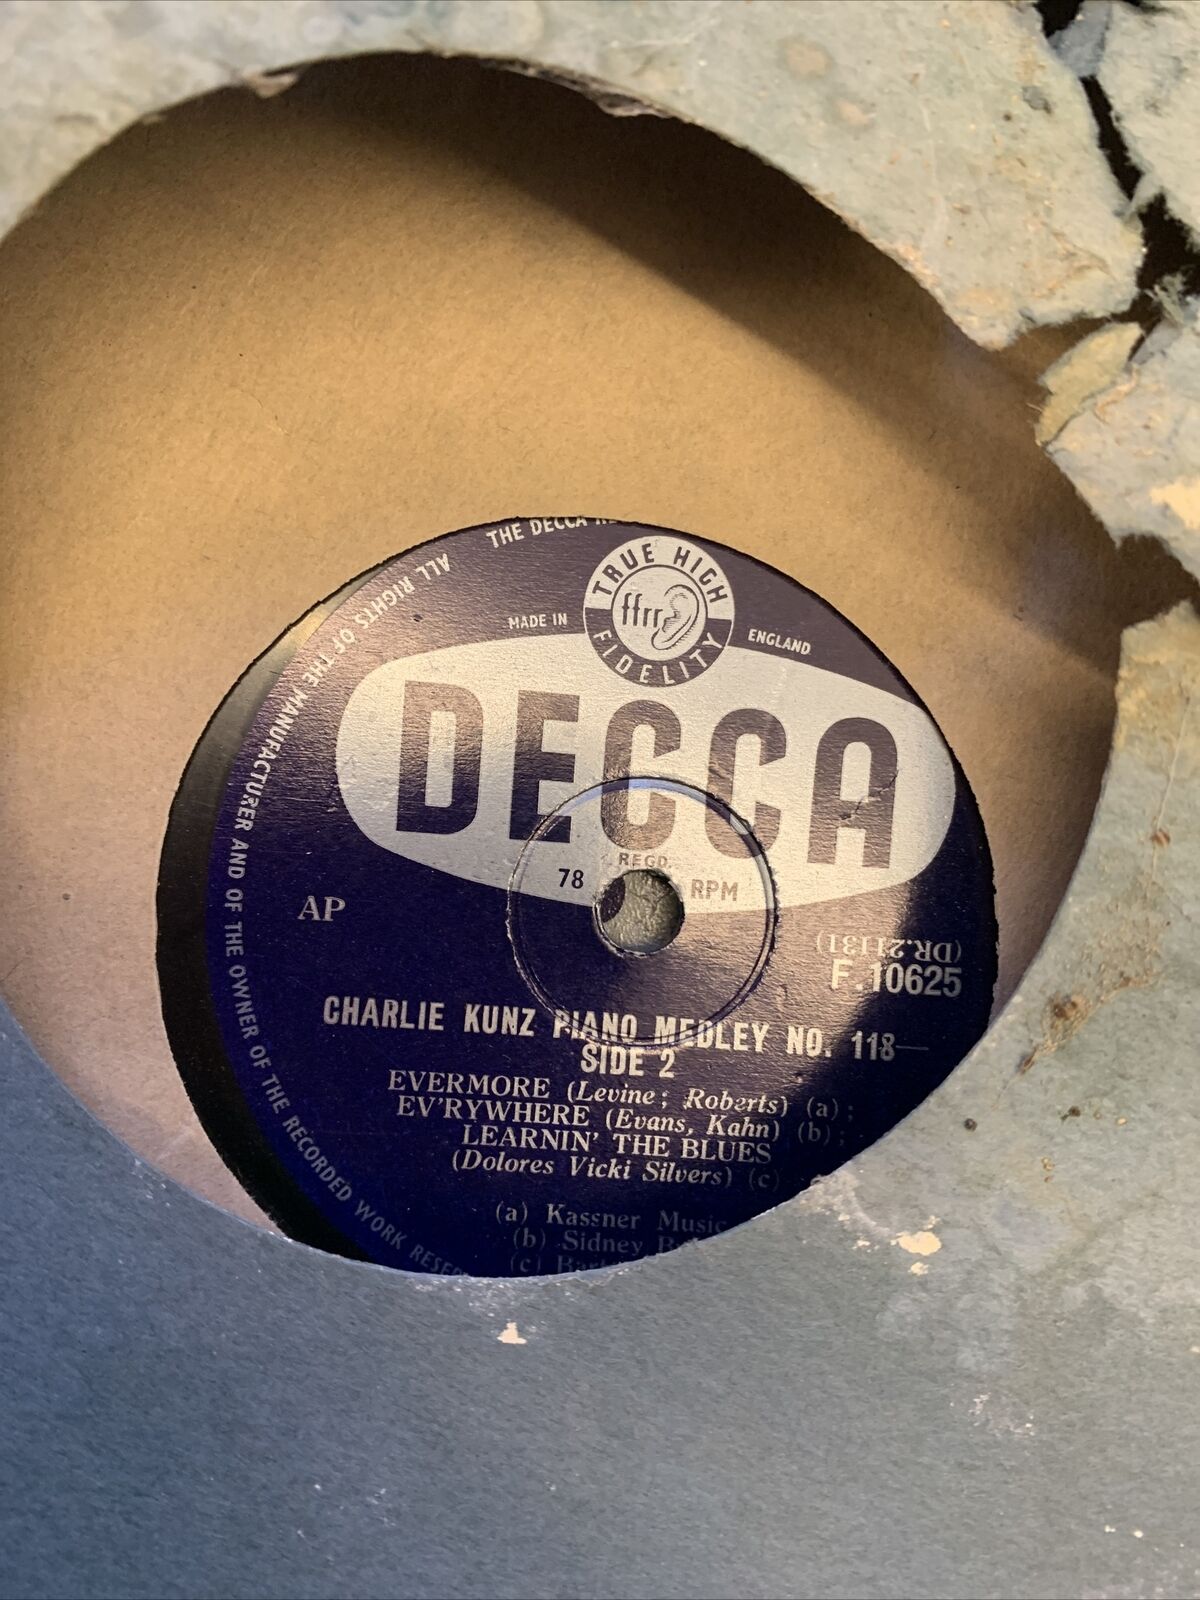 ALL RIGHTS OF THE MANUFACTURER AND OF THE OWNER OF THE RECORDED WORK
THE DECCA
TRUE HIGH
ffrr
FIDELITY
MADE IN ENGLAND
DECCA
REGD.
78 RPM
AP
(DR.21131)
F.10625
CHARLIE KUNZ PIANO MEDLEY NO. 118—
SIDE 2
EVERMORE (Levine; Roberts) (a);
EV'RYWHERE (Evans, Kahn) (b);
LEARNIN' THE BLUES
(Dolores Vicki Silvers) (c)
(a) Kassner Music
(b) Sidney
(c)